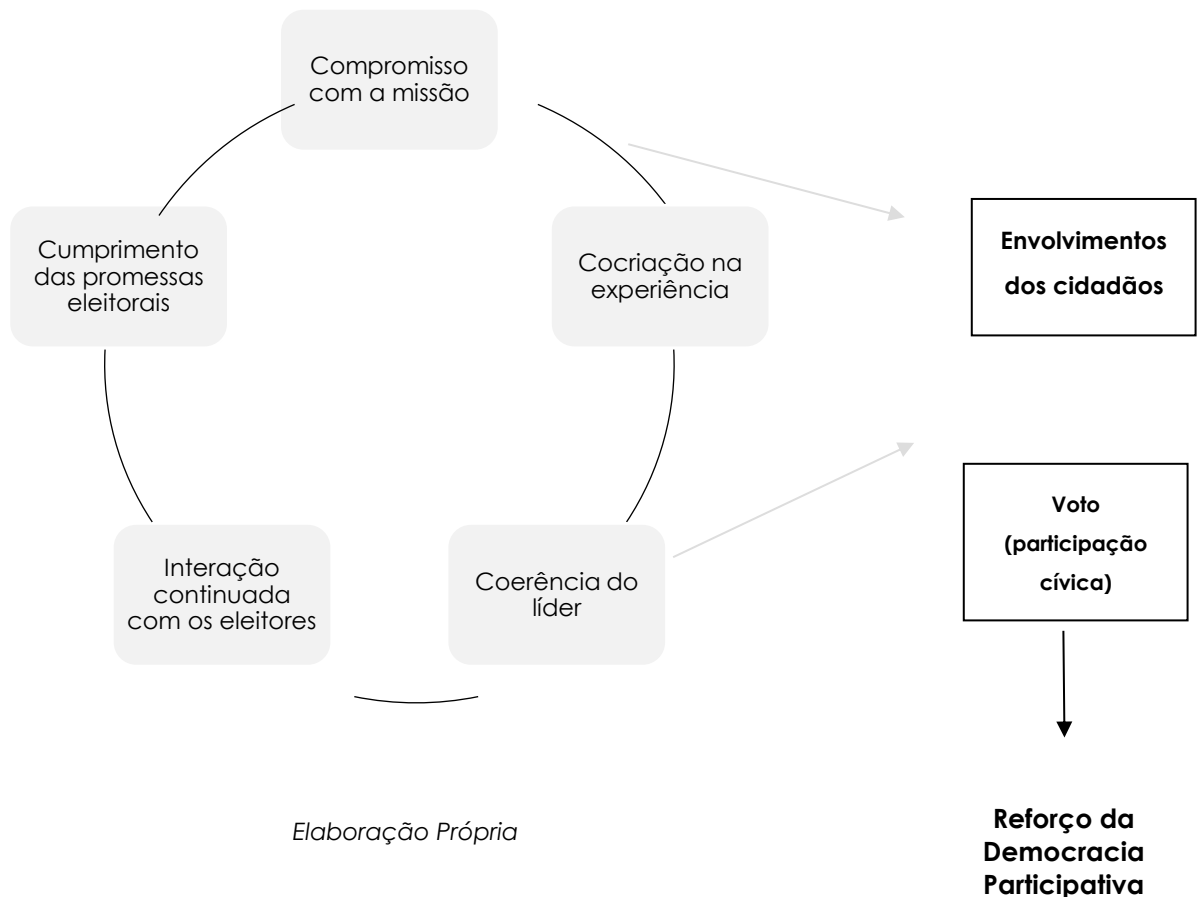 Compromisso
com a missão
Cumprimento
das promessas
eleitorais
Cocriação na
experiência
Envolvimentos
dos cidadãos
Interação
continuada
com os eleitores
Coerência do
líder
Voto
(participação
cívica)
Elaboração Própria
Reforço da
Democracia
Participativa